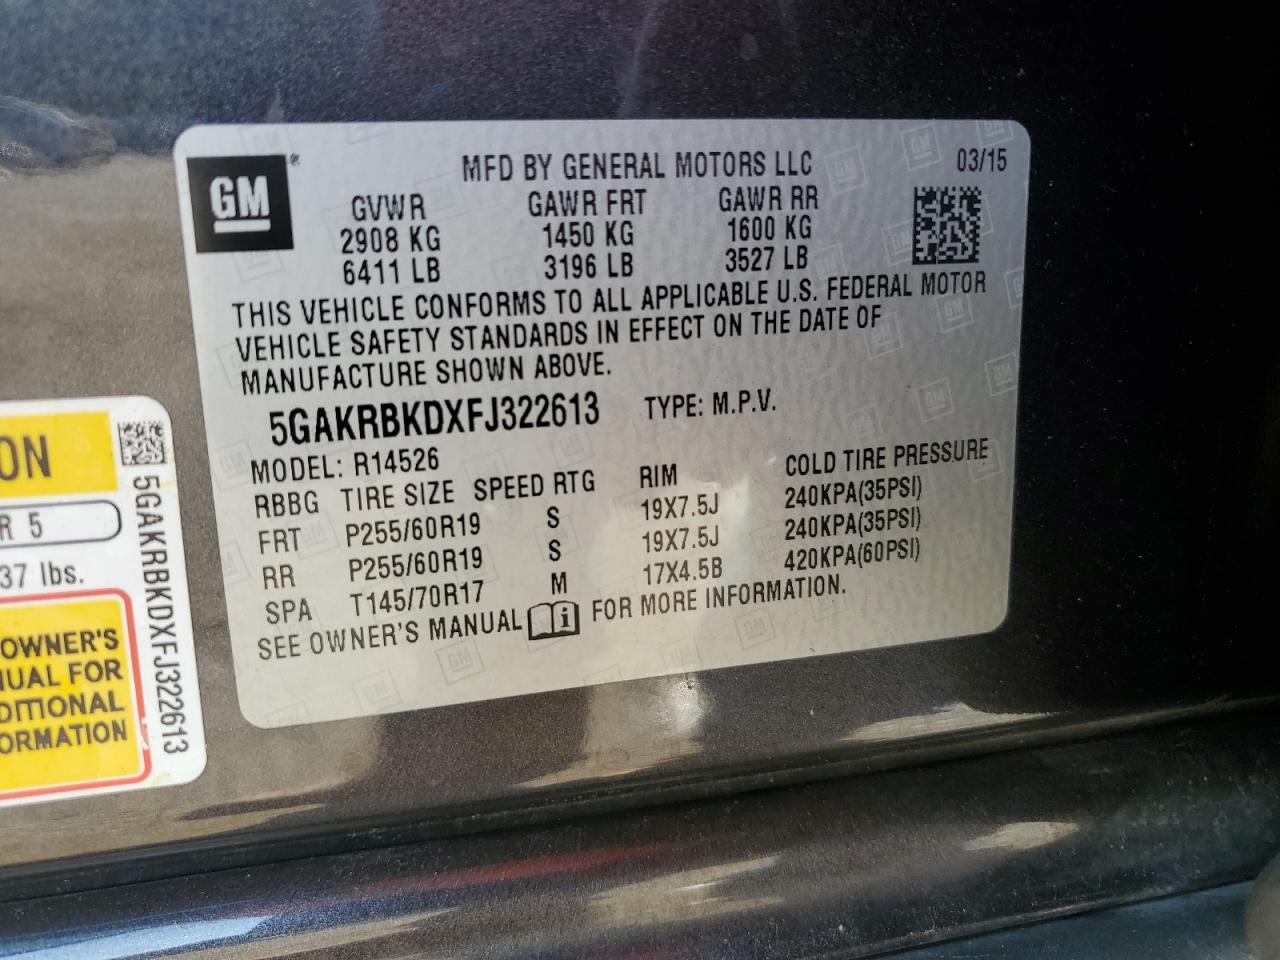 GM
MFD BY GENERAL MOTORS LLC 03/15
GVWR GAWR FRT GAWR RR
2908 KG 1450 KG 1600 KG
6411 LB 3196 LB 3527 LB
THIS VEHICLE CONFORMS TO ALL APPLICABLE U.S. FEDERAL MOTOR
VEHICLE SAFETY STANDARDS IN EFFECT ON THE DATE OF
MANUFACTURE SHOWN ABOVE.
5GAKRBKDXFJ322613 TYPE: M.P.V.
MODEL: R14526
RBBG TIRE SIZE SPEED RTG RIM COLD TIRE PRESSURE
FRT P255/60R19 S 19X7.5J 240KPA(35PSI)
RR P255/60R19 S 19X7.5J 240KPA(35PSI)
SPA T145/70R17 M 17X4.5B 420KPA(60PSI)
SEE OWNER'S MANUAL FOR MORE INFORMATION.
ON
R 5
37 lbs.
OWNER'S
UAL FOR
DITIONAL
ORMATION
5GAKRBKDXFJ322613